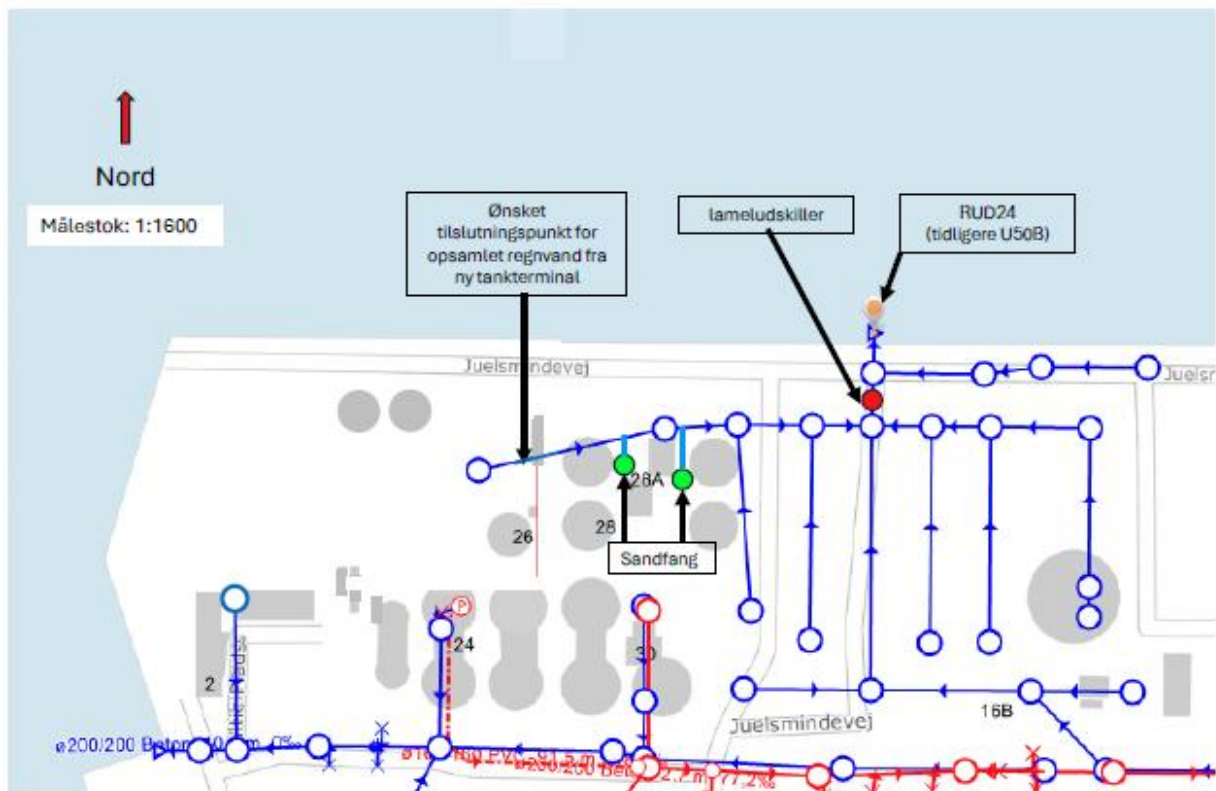 Nord
Målestok: 1:1600
Ønsket
tilslutningspunkt for
opsamlet regnvand fra
ny tankterminal
lameludskiller
RUD24
(tidligere U50B)
Juelsmindevej
28A
26
28
Sandfang
P
24
30
2
16B
Juelsmindevej